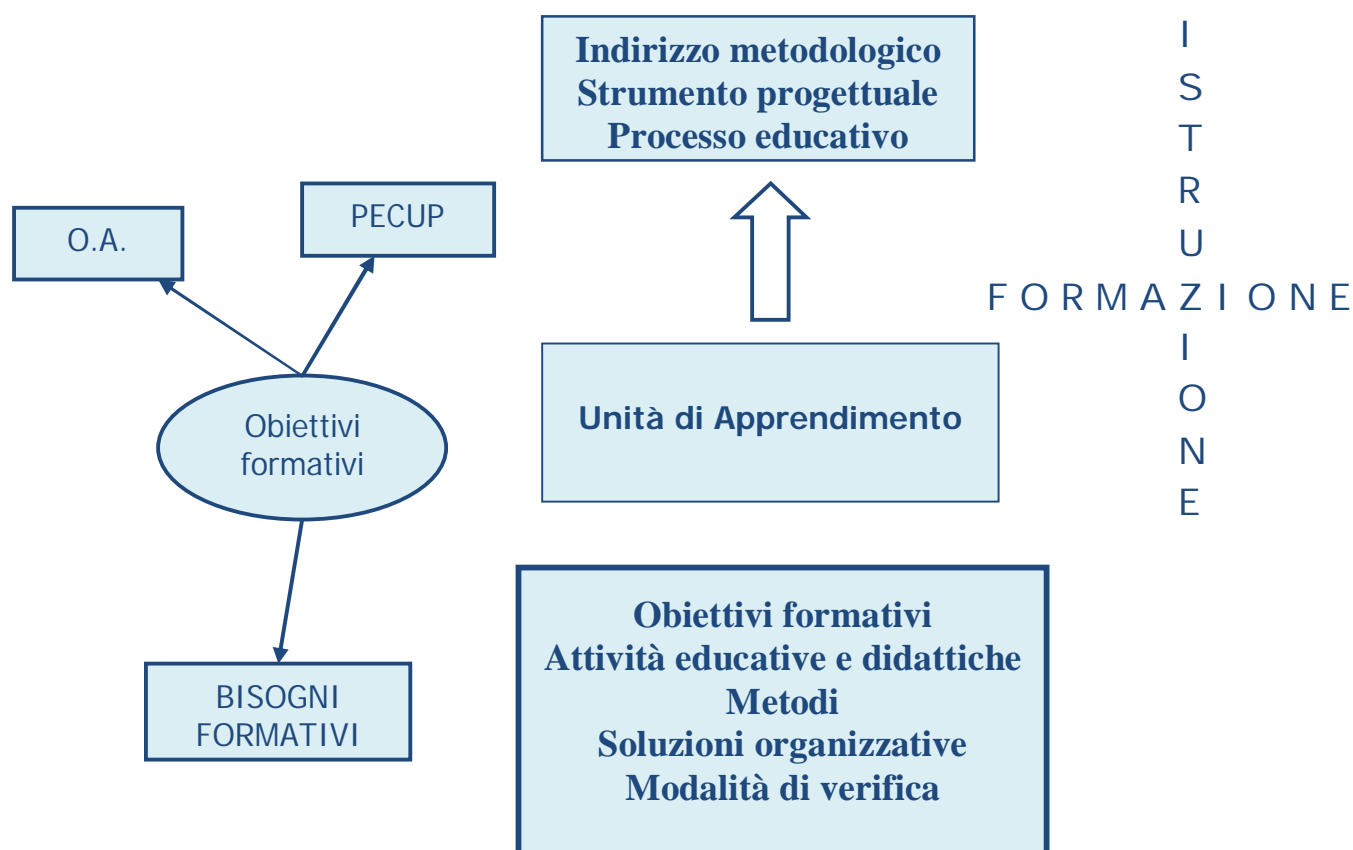 Indirizzo metodologico
Strumento progettuale
Processo educativo
O.A.
PECUP
Obiettivi
formativi
BISOGNI
FORMATIVI
Unità di Apprendimento
Obiettivi formativi
Attività educative e didattiche
Metodi
Soluzioni organizzative
Modalità di verifica
I
S
T
R
U
F O R M A Z I O N E
I
O
N
E